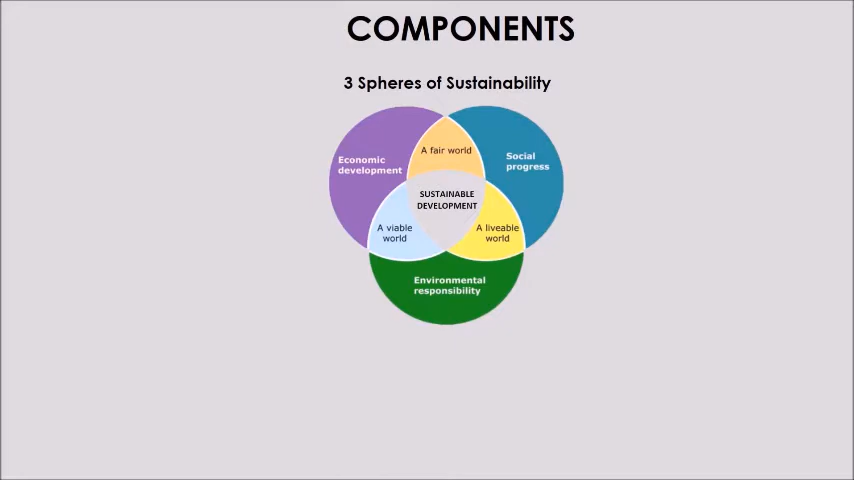 COMPONENTS
3 Spheres of Sustainability
A fair world
Economic
development
Social
progress
SUSTAINABLE
DEVELOPMENT
A viable
world
A liveable
world
Environmental
responsibility